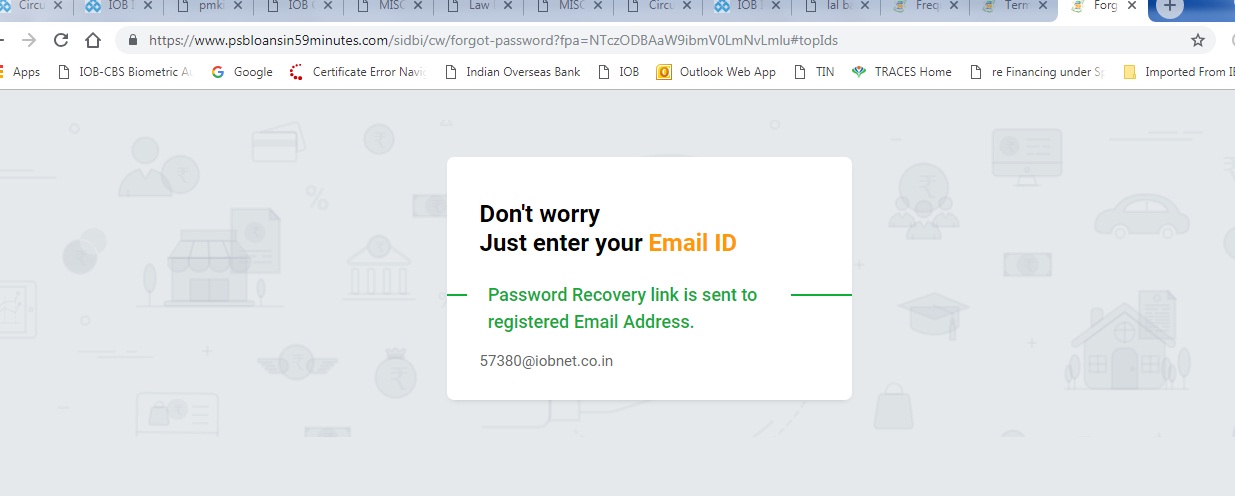 Circu
IOB I
pmk
IOB
MISC
Law
MISC
Circu
IOB I
lal ba
Freq
Term
Forg
https://www.psbloansin59minutes.com/sidbi/cw/forgot-password?fpa=NTczODBAaW9ibmV0LmNvLmlu#topIds
Apps
IOB-CBS Biometric A
Google
Certificate Error Navi
Indian Overseas Bank
IOB
Outlook Web App
TIN
TRACES Home
re Financing under S
Imported From IE
Don't worry
Just enter your Email ID
Password Recovery link is sent to
registered Email Address.
57380@iobnet.co.in